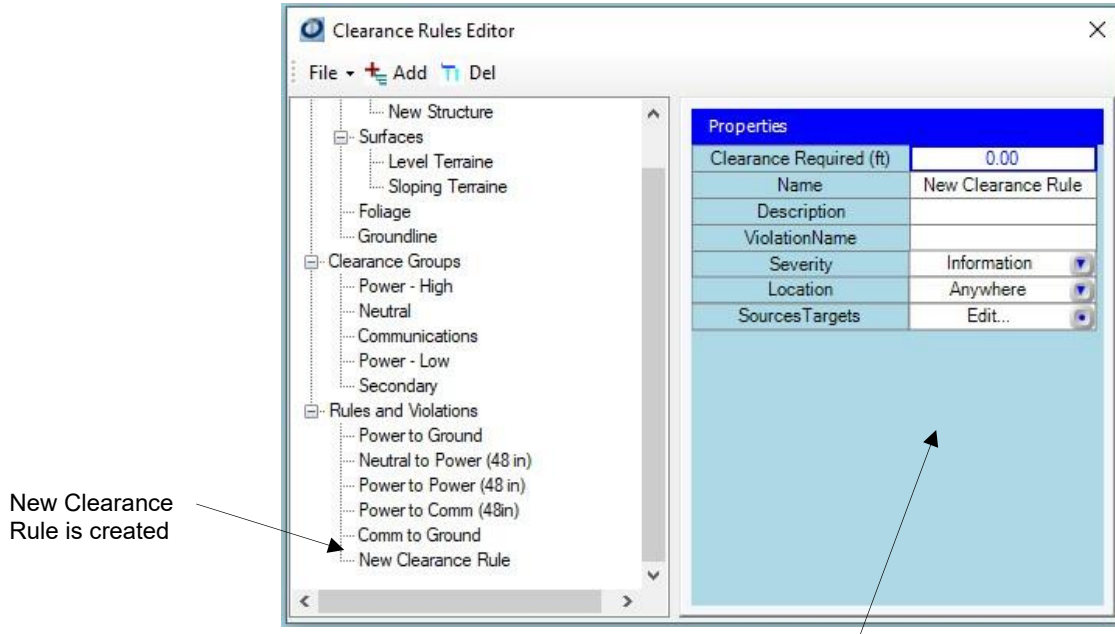 Clearance Rules Editor
File Add Del
New Structure
Surfaces
Level Terraine
Sloping Terraine
Foliage
Groundline
Clearance Groups
Power - High
Neutral
Communications
Power - Low
Secondary
Rules and Violations
Power to Ground
Neutral to Power (48 in)
Power to Power (48 in)
Power to Comm (48in)
Comm to Ground
New Clearance Rule
Properties
Clearance Required (ft) 0.00
Name New Clearance Rule
Description
ViolationName
Severity Information
Location Anywhere
SourcesTargets Edit...
New Clearance
Rule is created